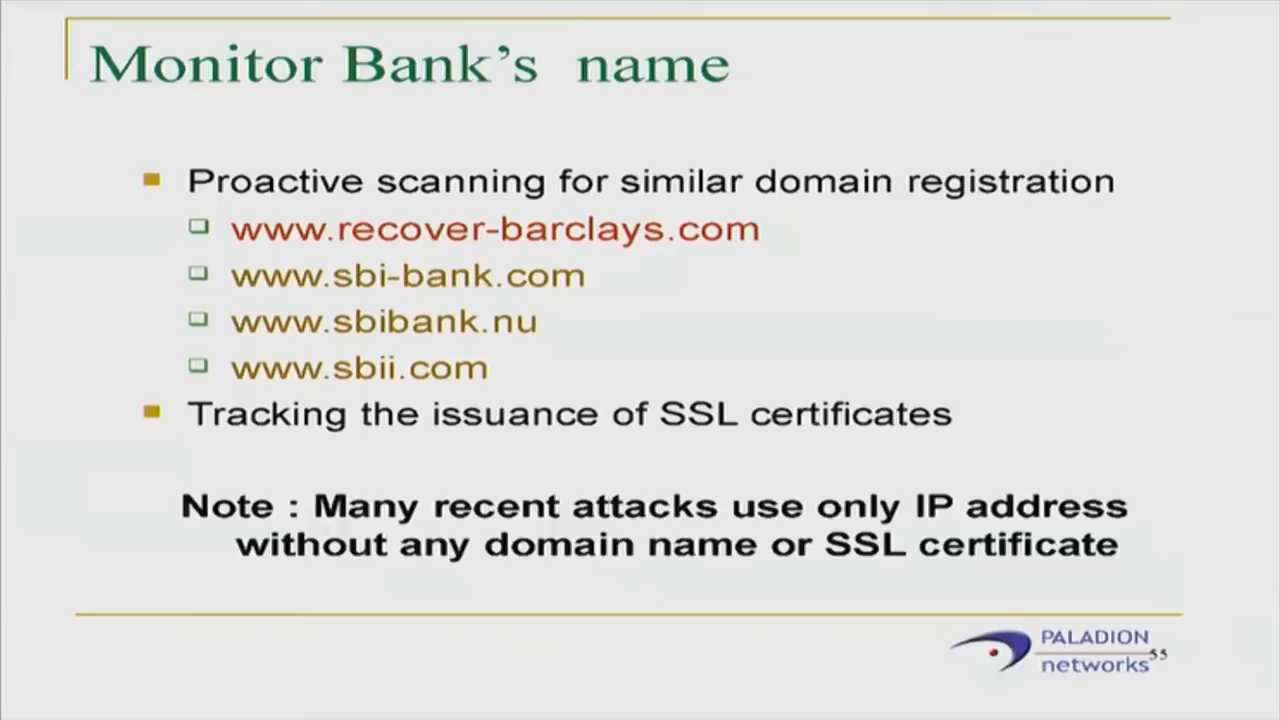 Monitor Bank's name
Proactive scanning for similar domain registration
www.recover-barclays.com
www.sbi-bank.com
www.sbibank.nu
www.sbii.com
Tracking the issuance of SSL certificates
Note : Many recent attacks use only IP address
without any domain name or SSL certificate
PALADION
networks
55